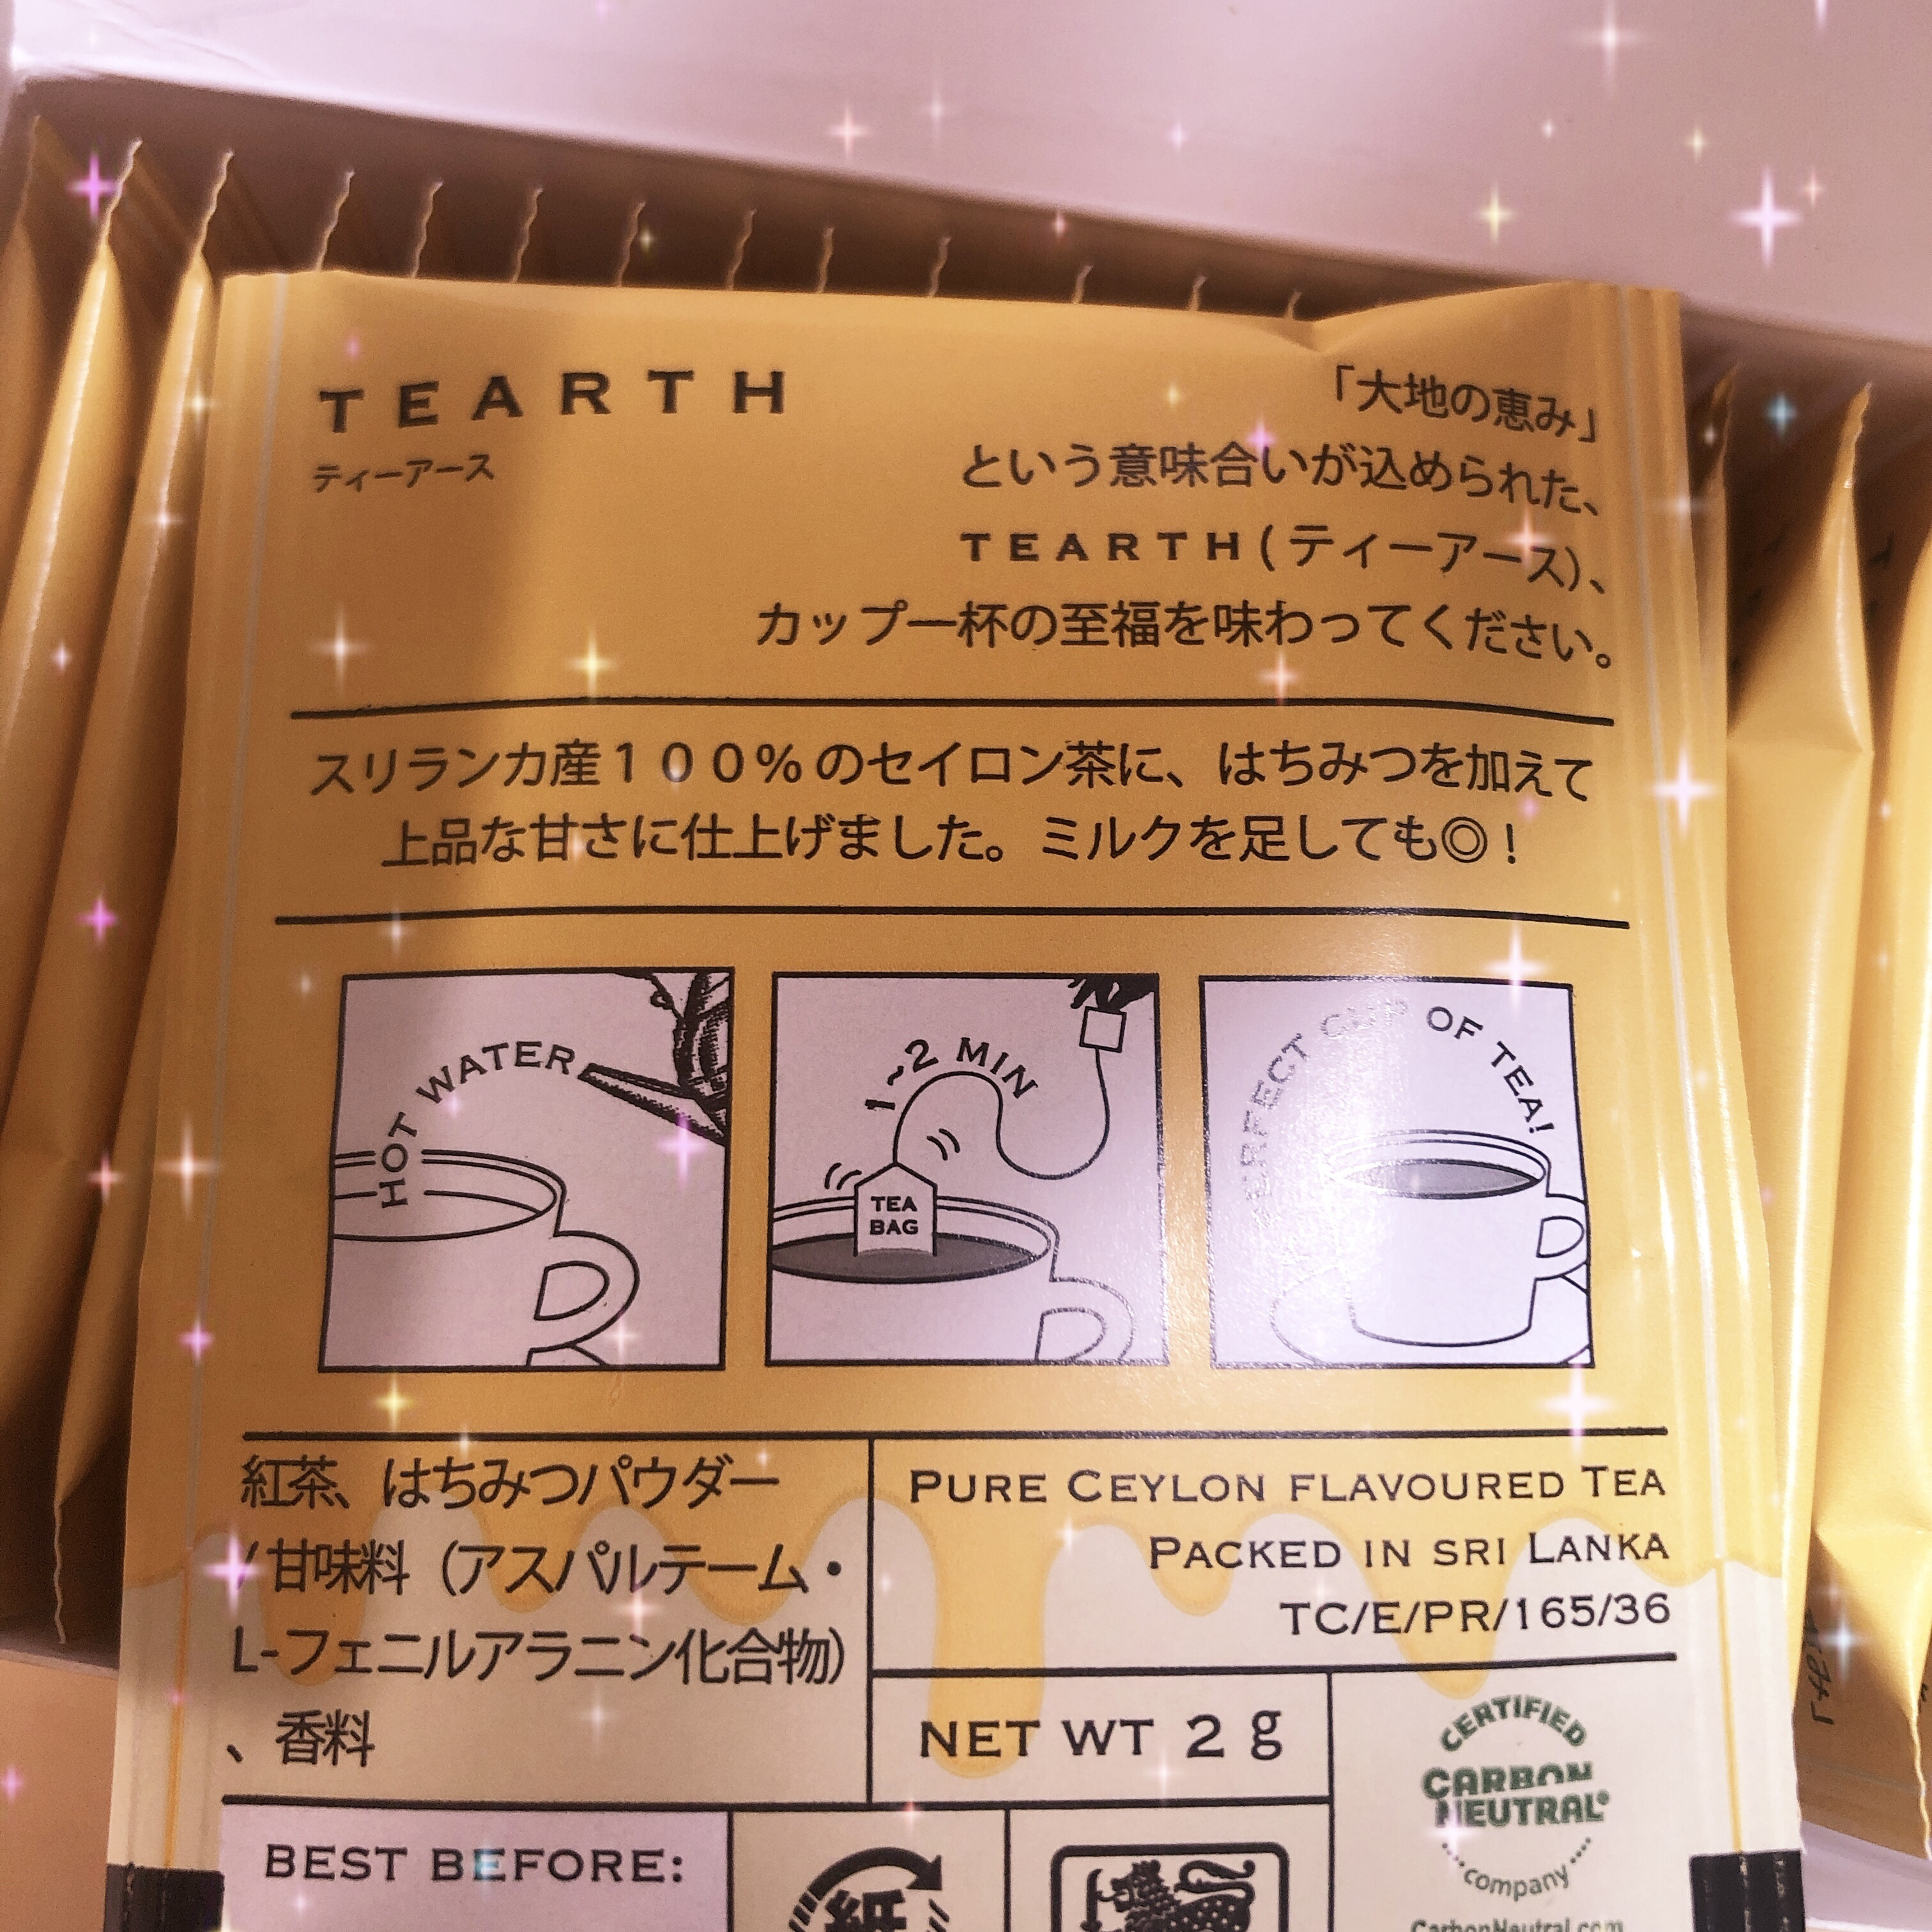 TEARTH
ティーアース
「大地の恵み」
という意味合いが込められた、
TEARTH(ティーアース)、
カップ一杯の至福を味わってください。
スリランカ産100%のセイロン茶に、はちみつを加えて
上品な甘さに仕上げました。ミルクを足しても◎!
HOT WATER
1~2 MIN
TEA
BAG
PERFECT CUP OF TEA!
紅茶、はちみつパウダー
/甘味料(アスパルテーム・
L-フェニルアラニン化合物)
、香料
PURE CEYLON FLAVOURED TEA
PACKED IN SRI LANKA
TC/E/PR/165/36
NET WT 2 g
CERTIFIED
CARBON
NEUTRAL®
company
CarbonNeutral.com
BEST BEFORE:
紙